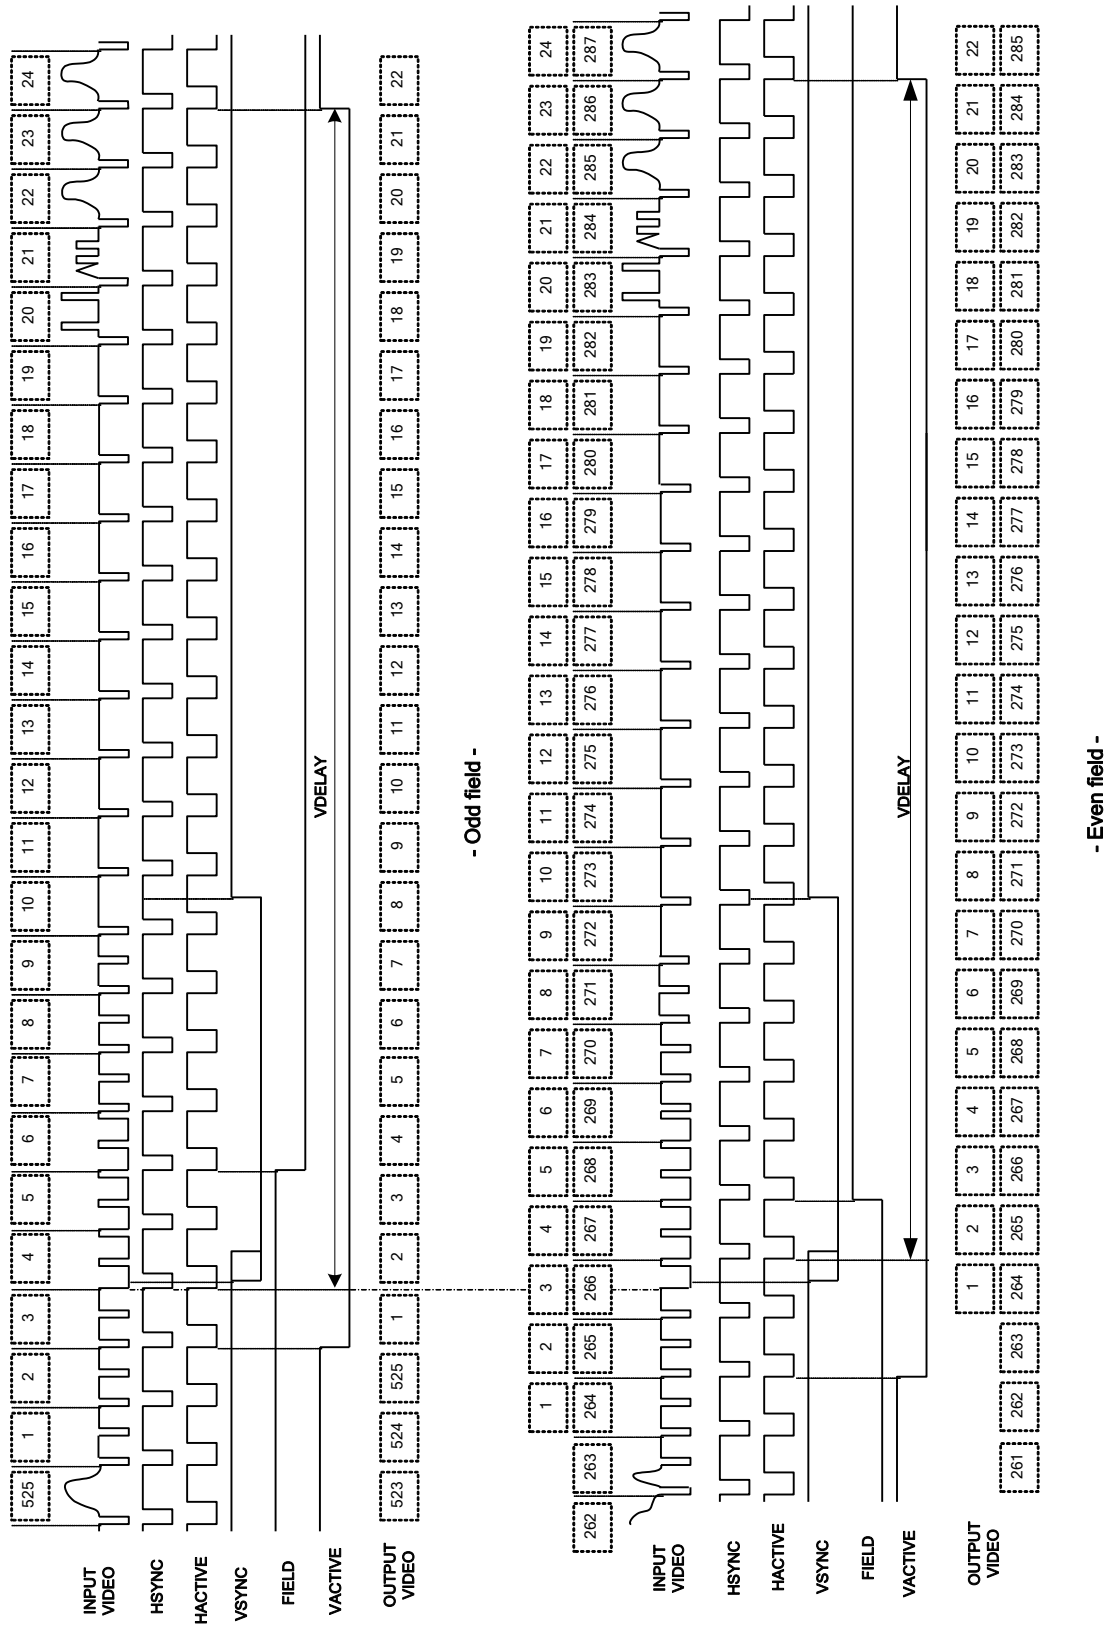 525 1 2 3 4 5 6 7 8 9 10 11 12 13 14 15 16 17 18 19 20 21 22 23 24
INPUT
VIDEO
HSYNC
HACTIVE
VSYNC
FIELD
VACTIVE
VDELAY
OUTPUT
VIDEO
523 524 525 1 2 3 4 5 6 7 8 9 10 11 12 13 14 15 16 17 18 19 20 21 22
- Odd field -
1 2 3 4 5 6 7 8 9 10 11 12 13 14 15 16 17 18 19 20 21 22 23 24
262 263 264 265 266 267 268 269 270 271 272 273 274 275 276 277 278 279 280 281 282 283 284 285 286 287
INPUT
VIDEO
HSYNC
HACTIVE
VSYNC
FIELD
VACTIVE
VDELAY
OUTPUT
VIDEO
1 2 3 4 5 6 7 8 9 10 11 12 13 14 15 16 17 18 19 20 21 22
261 262 263 264 265 266 267 268 269 270 271 272 273 274 275 276 277 278 279 280 281 282 283 284 285
- Even field -